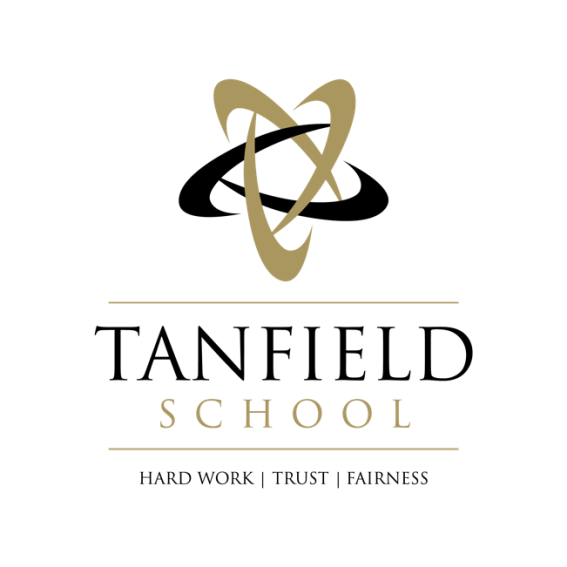 TANFIELD
SCHOOL
HARD WORK | TRUST | FAIRNESS